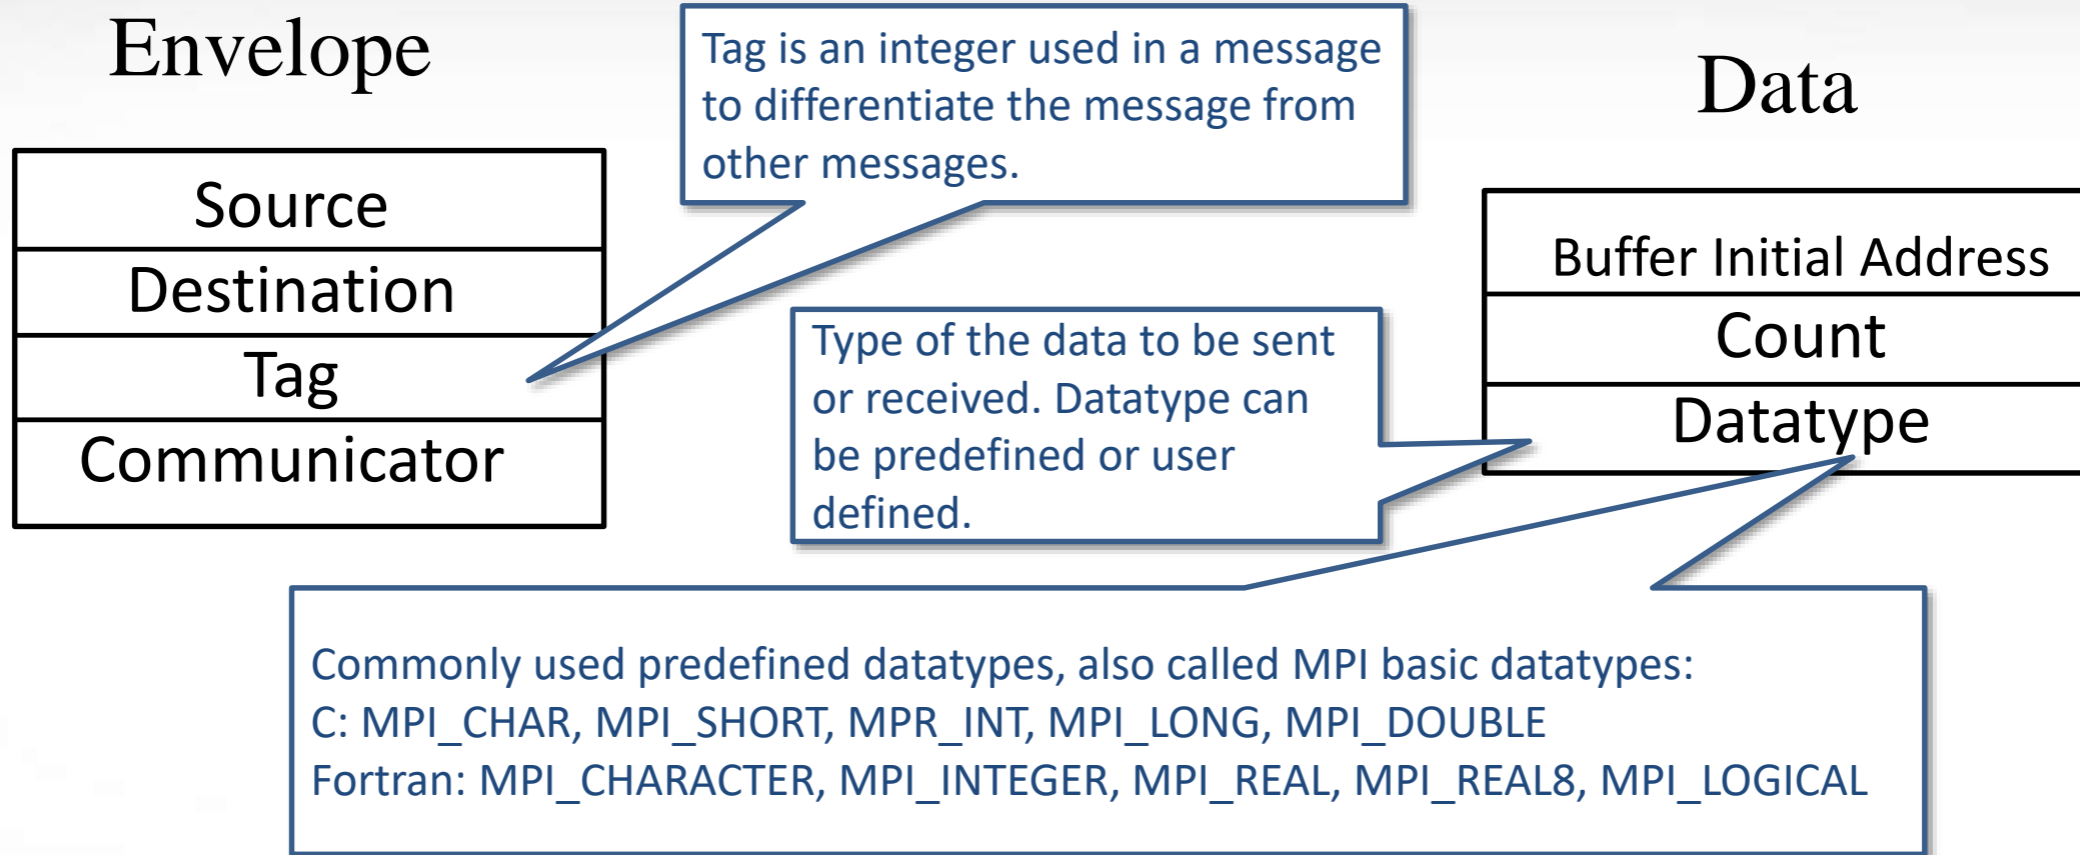 Envelope
Source
Destination
Tag
Communicator
Tag is an integer used in a message
to differentiate the message from
other messages.
Data
Buffer Initial Address
Count
Datatype
Type of the data to be sent
or received. Datatype can
be predefined or user
defined.
Commonly used predefined datatypes, also called MPI basic datatypes:
C: MPI_CHAR, MPI_SHORT, MPR_INT, MPI_LONG, MPI_DOUBLE
Fortran: MPI_CHARACTER, MPI_INTEGER, MPI_REAL, MPI_REAL8, MPI_LOGICAL